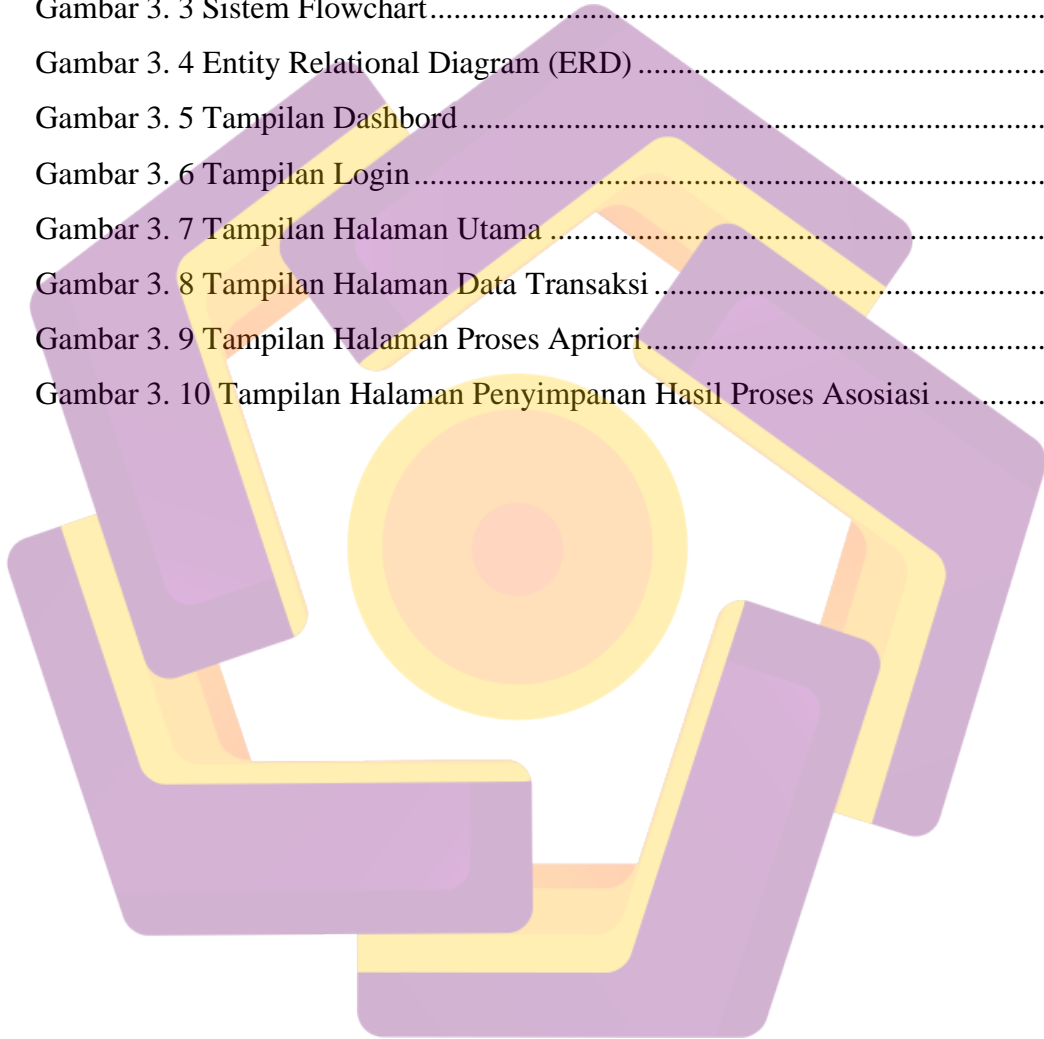 Gambar 3. 3 Sistem Flowchart................................................................
Gambar 3. 4 Entity Relational Diagram (ERD) ..........................................
Gambar 3. 5 Tampilan Dashbord............................................................
Gambar 3. 6 Tampilan Login..................................................................
Gambar 3. 7 Tampilan Halaman Utama ..................................................
Gambar 3. 8 Tampilan Halaman Data Transaksi ........................................
Gambar 3. 9 Tampilan Halaman Proses Apriori.........................................
Gambar 3. 10 Tampilan Halaman Penyimpanan Hasil Proses Asosiasi..............